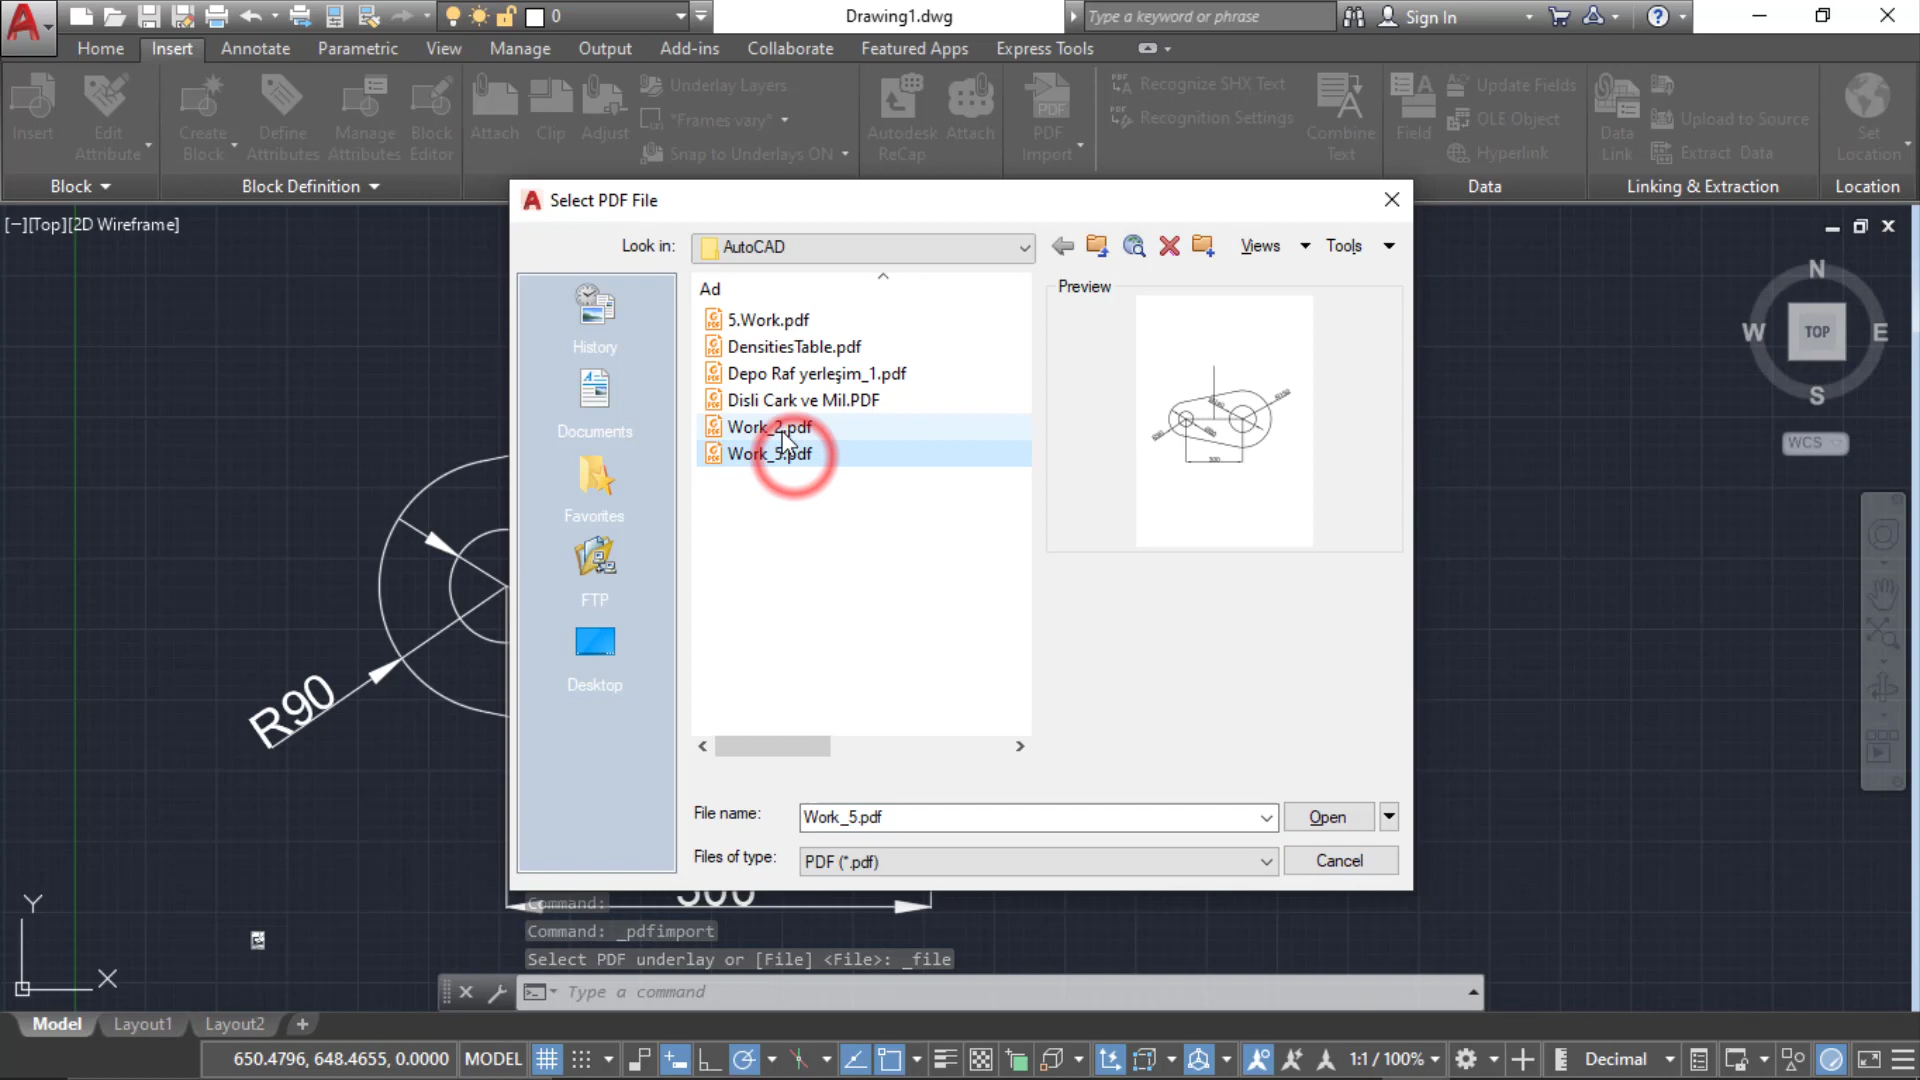 0
Drawing1.dwg
Type a keyword or phrase
Sign In
Home Insert Annotate Parametric View Manage Output Add-ins Collaborate Featured Apps Express Tools
Insert
Edit
Attribute
Create
Block
Define
Attributes
Manage
Attributes
Block
Editor
Attach
Clip
Adjust
Underlay Layers
*Frames vary*
Snap to Underlays ON
Autodesk
ReCap
Attach
PDF
Import
Recognize SHX Text
Recognition Settings
Combine
Text
Field
Update Fields
OLE Object
Hyperlink
Data
Link
Upload to Source
Extract Data
Set
Location
Block
Block Definition
Data
Linking & Extraction
Location
[−][Top][2D Wireframe]
Select PDF File
Look in:
AutoCAD
Views
Tools
Ad
5.Work.pdf
DensitiesTable.pdf
Depo Raf yerleşim_1.pdf
Disli Cark ve Mil.PDF
Work_2.pdf
Work_5.pdf
History
Documents
Favorites
FTP
Desktop
Preview
300
File name:
Work_5.pdf
Open
Files of type:
PDF (*.pdf)
Cancel
N
W
TOP
E
S
WCS
R90
300
Y
X
Command:
Command: _pdfimport
Select PDF underlay or [File] <File>: _file
Type a command
Model Layout1 Layout2 +
650.4796, 648.4655, 0.0000
MODEL
1:1 / 100%
Decimal